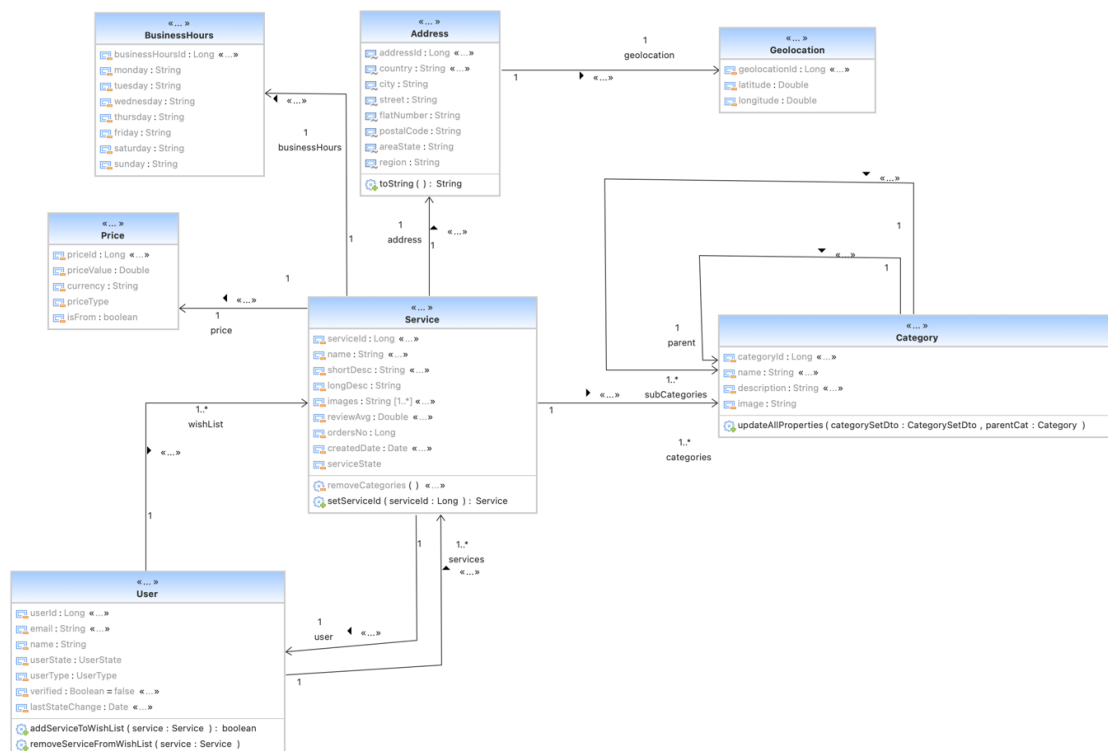 «... »
BusinessHours
businessHoursId : Long «...»
monday : String
tuesday : String
wednesday : String
thursday : String
friday : String
saturday : String
sunday : String
«... »
Address
addressId : Long «...»
country : String «...»
city : String
street : String
flatNumber : String
postalCode : String
areaState : String
region : String
toString ( ) : String
1
geolocation
1
«...»
«... »
Geolocation
geolocationId : Long «...»
latitude : Double
longitude : Double
«...»
1
businessHours
1
1
address
1
«...»
«... »
Price
priceId : Long «...»
priceValue : Double
currency : String
priceType
isFrom : boolean
1
«...»
1
price
«...»
1
«...»
1
1
parent
1..*
subCategories
«... »
Service
serviceId : Long «...»
name : String «...»
shortDesc : String «...»
longDesc : String
images : String [1..*] «...»
reviewAvg : Double «...»
ordersNo : Long
createdDate : Date «...»
serviceState
removeCategories ( ) «...»
setServiceId ( serviceId : Long ) : Service
«...»
1
1..*
categories
«... »
Category
categoryId : Long «...»
name : String «...»
description : String «...»
image : String
updateAllProperties ( categorySetDto : CategorySetDto , parentCat : Category )
1..*
wishList
«...»
1
1
1..*
services
«...»
1
user
«...»
1
«... »
User
userId : Long «...»
email : String «...»
name : String
userState : UserState
userType : UserType
verified : Boolean = false «...»
lastStateChange : Date «...»
addServiceToWishList ( service : Service ) : boolean
removeServiceFromWishList ( service : Service )